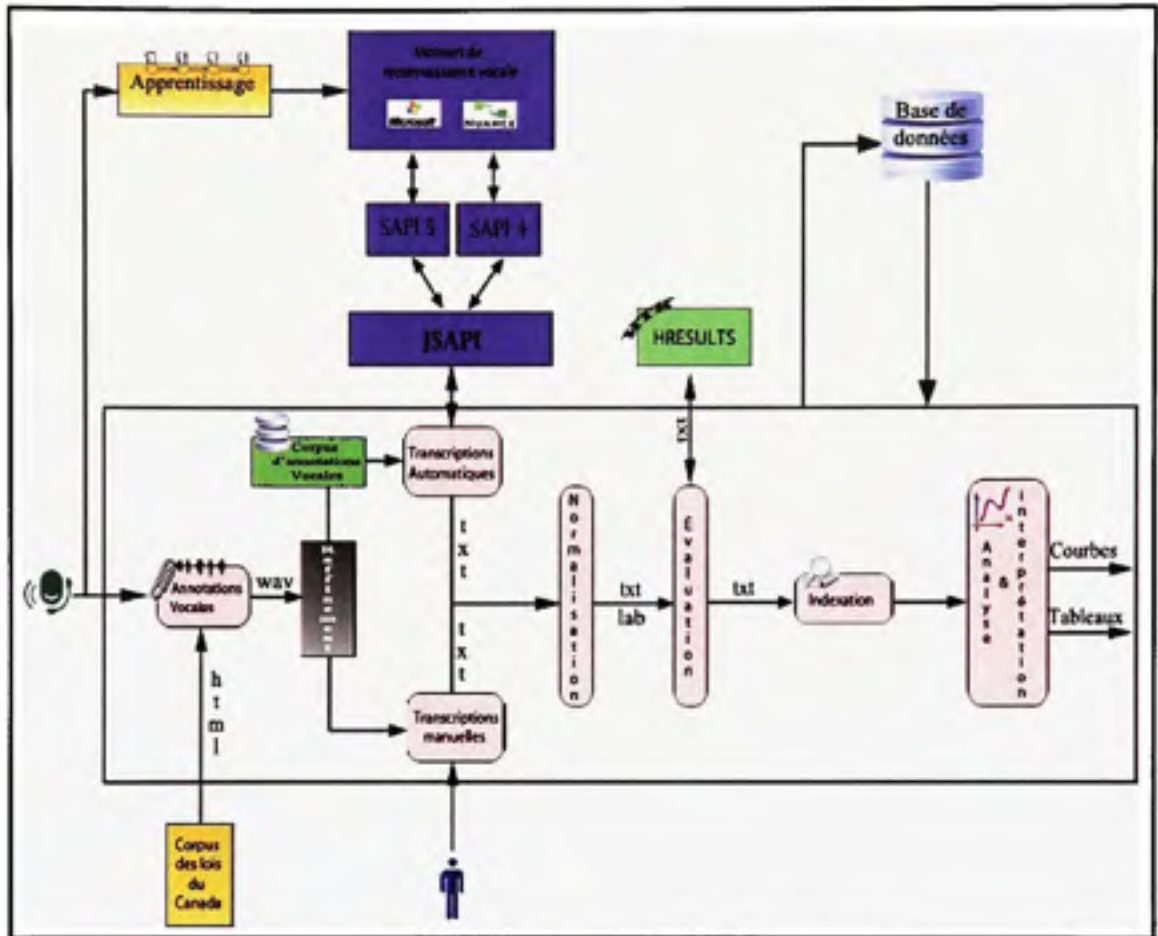 Apprentissage
Moteurs de
reconnaissance vocale
Microsoft
NUANCE
Base de
données
SAPI 5
SAPI 4
JSAPI
HRESULTS
Corpus
d'annotations
Vocales
Transcriptions
Automatiques
txt
Annotations
Vocales
wav
html
txt
txt
Transcriptions
manuelles
Normalisation
txt
lab
Évaluation
txt
Indexation
Analyse
&
Interprétation
Courbes
Tableaux
Corpus
des lois
du
Canada